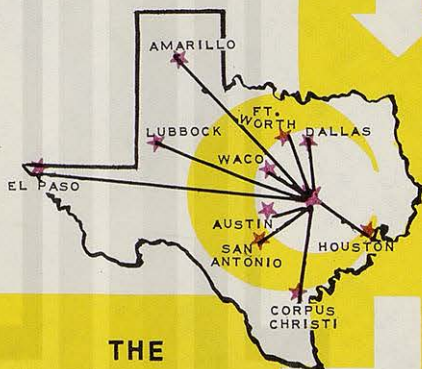 AMARILLO
FT.
WORTH
DALLAS
LUBBOCK
WACO
EL PASO
AUSTIN
SAN
ANTONIO
HOUSTON
CORPUS
CHRISTI
THE